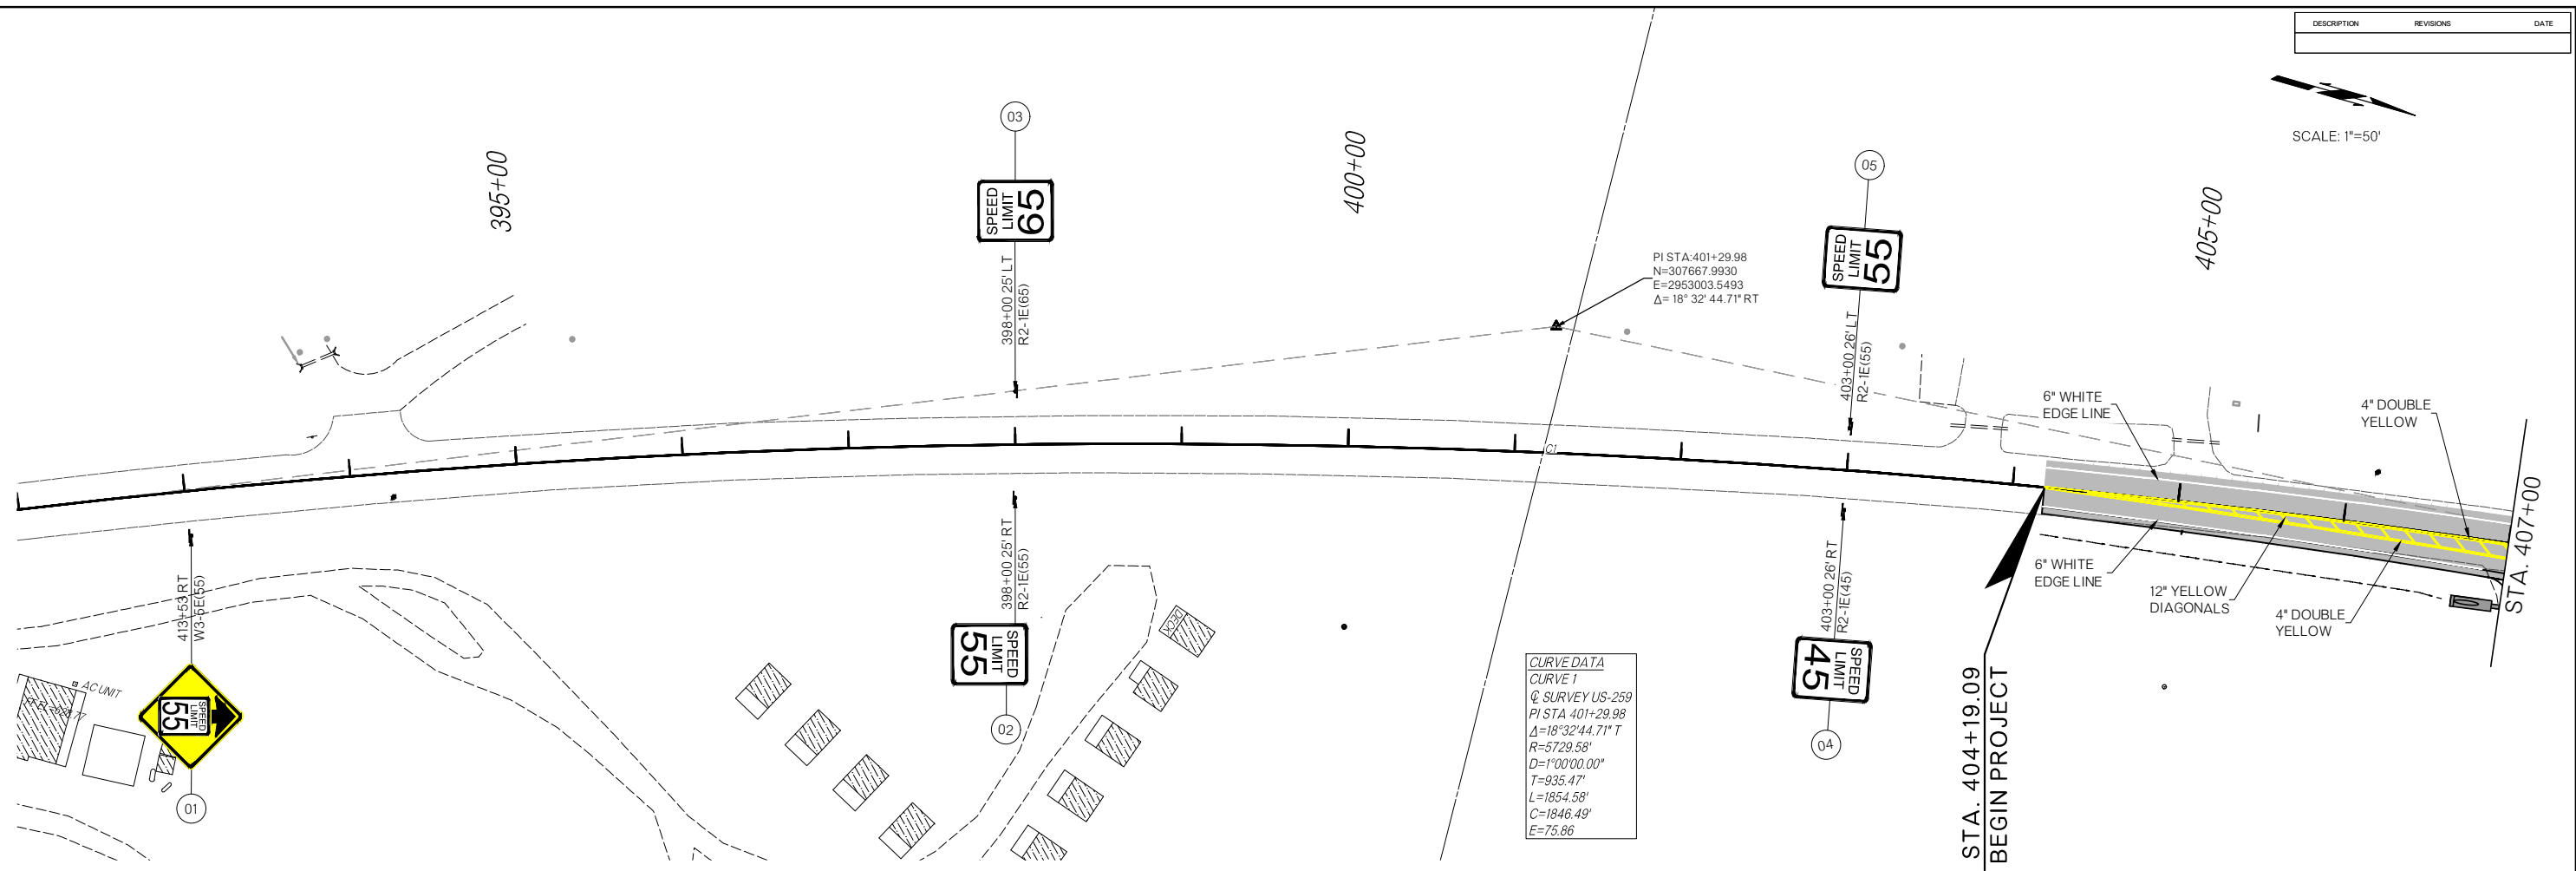 DESCRIPTION REVISIONS DATE
SCALE: 1"=50'
395+00
400+00
405+00
03
SPEED
LIMIT
65
398+00 25' LT
R2-1E(65)
05
SPEED
LIMIT
55
403+00 26' LT
R2-1E(55)
PI STA:401+29.98
N=307667.9930
E=2953003.5493
Δ= 18° 32' 44.71" RT
C1
6" WHITE
EDGE LINE
4" DOUBLE
YELLOW
6" WHITE
EDGE LINE
12" YELLOW
DIAGONALS
4" DOUBLE
YELLOW
STA. 407+00
STA. 404+19.09
BEGIN PROJECT
413+53 RT
W3-5E(55)
SPEED
LIMIT
55
01
AC UNIT
398+00 25' RT
R2-1E(55)
SPEED
LIMIT
55
02
DECK
403+00 26' RT
R2-1E(45)
SPEED
LIMIT
45
04
CURVE DATA
CURVE 1
℄ SURVEY US-259
PI STA 401+29.98
Δ=18°32'44.71" T
R=5729.58'
D=1°00'00.00"
T=935.47'
L=1854.58'
C=1846.49'
E=75.86